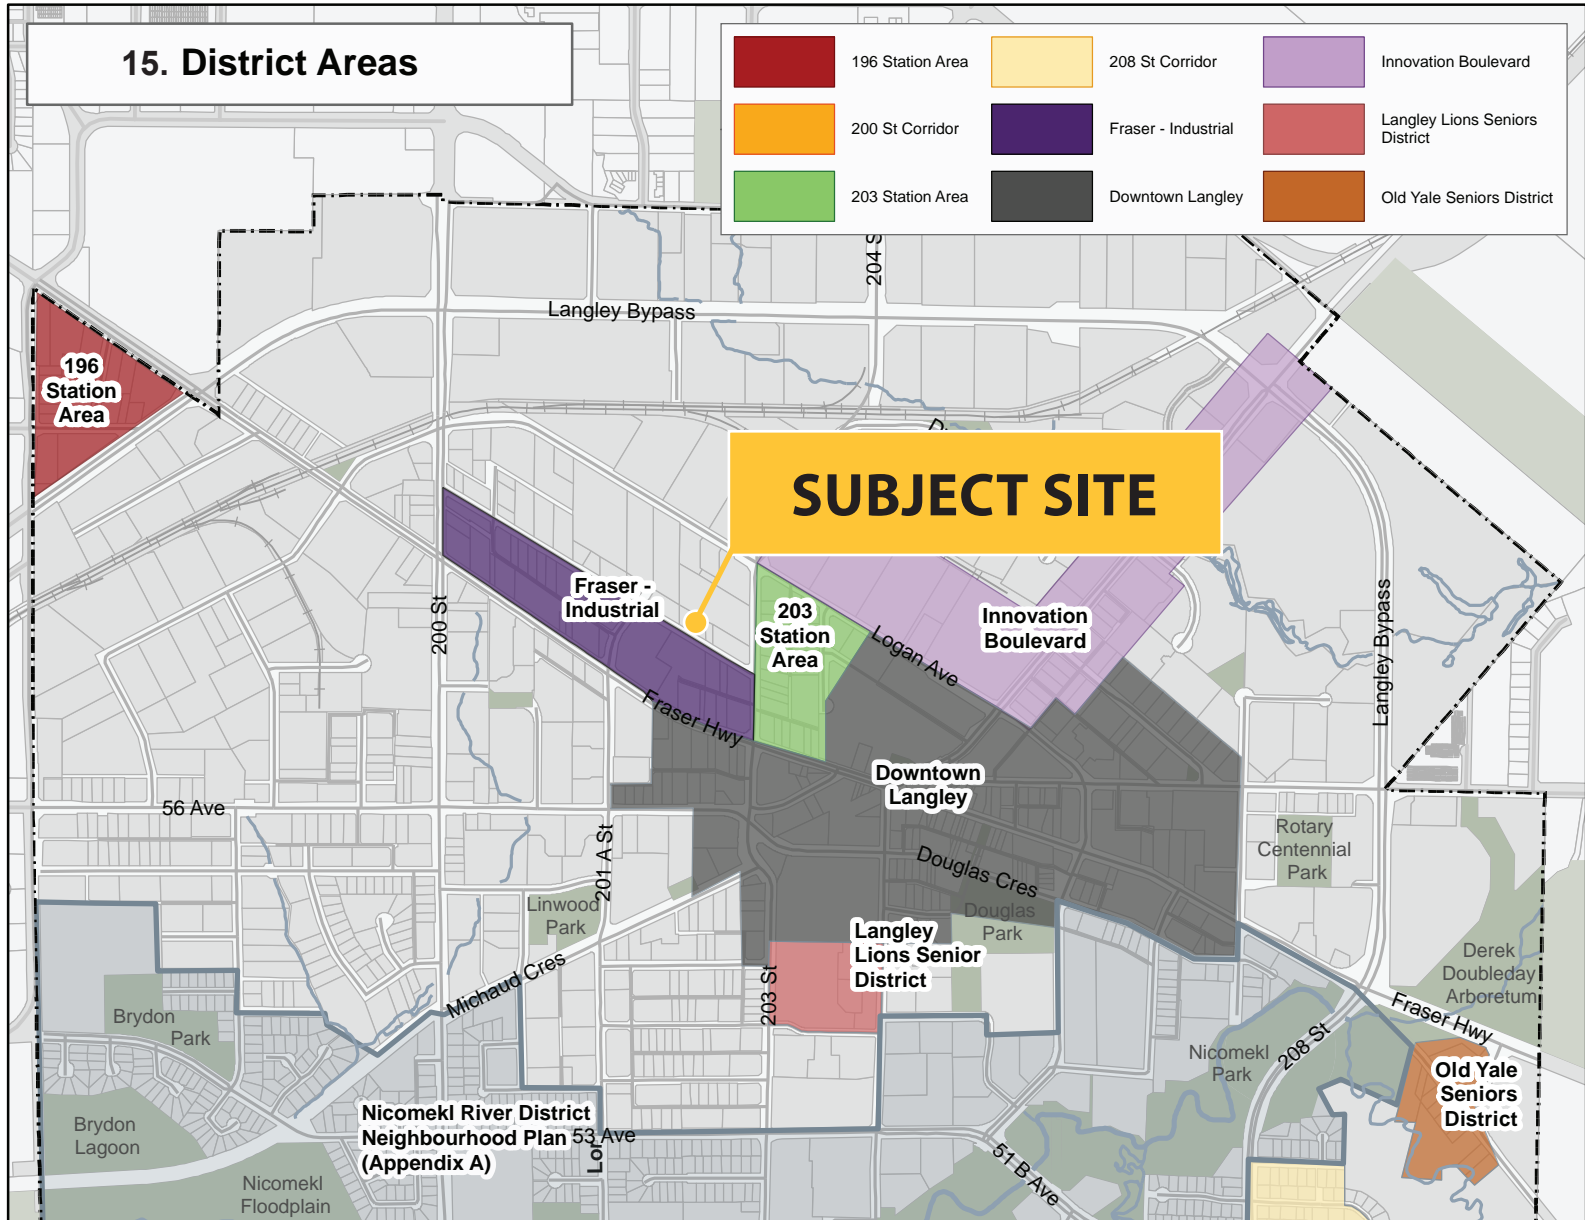 15. District Areas
196 Station Area
208 St Corridor
Innovation Boulevard
200 St Corridor
Fraser - Industrial
Langley Lions Seniors
District
203 Station Area
Downtown Langley
Old Yale Seniors District
204 S
Langley Bypass
196
Station
Area
D
SUBJECT SITE
Fraser -
Industrial
200 St
203
Station
Area
Logan Ave
Innovation
Boulevard
Langley Bypass
Fraser Hwy
Downtown
Langley
56 Ave
201 A St
Douglas Cres
Rotary
Centennial
Park
Linwood
Park
Douglas
Park
Langley
Lions Senior
District
203 St
Derek
Doubleday
Arboretum
Michaud Cres
Brydon
Park
Fraser Hwy
208 St
Nicomekl
Park
Old Yale
Seniors
District
Nicomekl River District
Neighbourhood Plan
(Appendix A)
53 Ave
Lor
Brydon
Lagoon
51 B Ave
Nicomekl
Floodplain